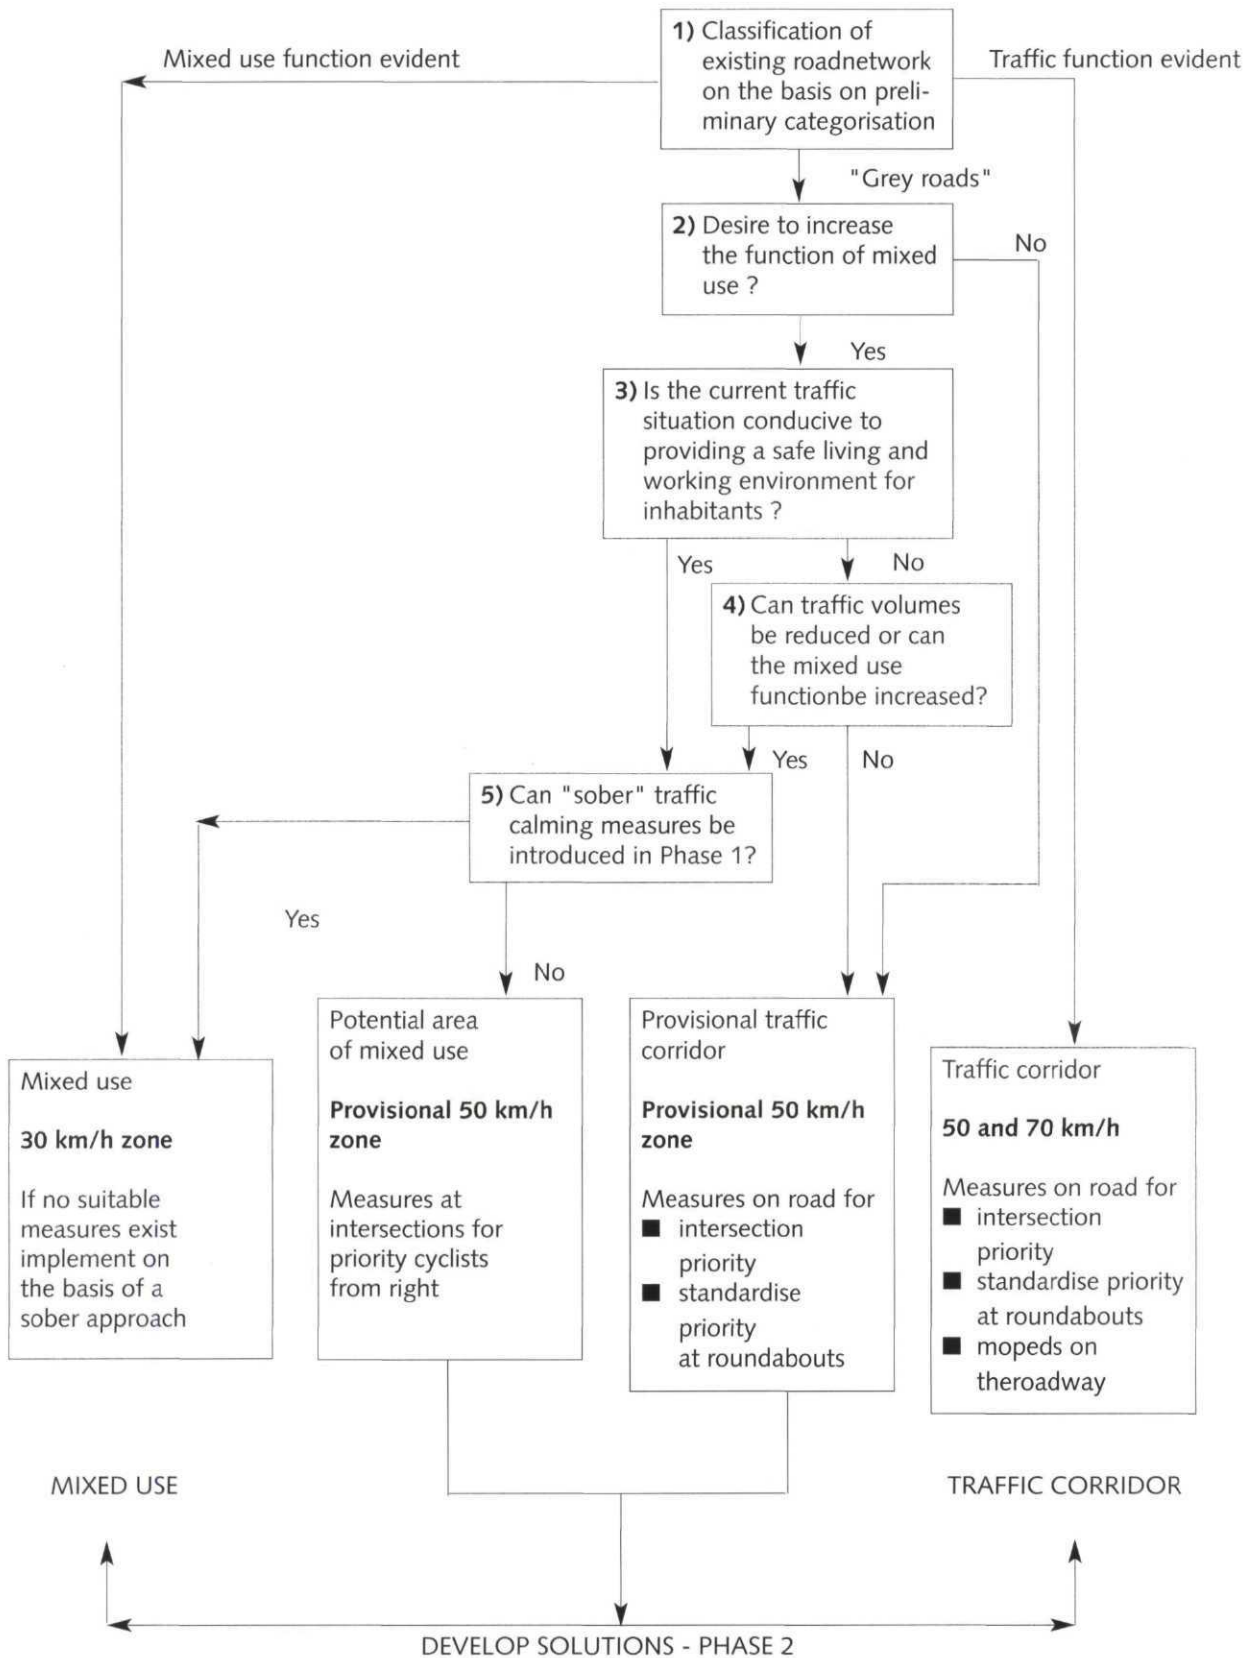 1) Classification of
existing roadnetwork
on the basis on preli-
minary categorisation
Mixed use function evident
Traffic function evident
"Grey roads"
2) Desire to increase
the function of mixed
use ?
No
Yes
3) Is the current traffic
situation conducive to
providing a safe living and
working environment for
inhabitants ?
Yes
No
4) Can traffic volumes
be reduced or can
the mixed use
functionbe increased?
Yes
No
5) Can "sober" traffic
calming measures be
introduced in Phase 1?
Yes
No
Mixed use
30 km/h zone
If no suitable
measures exist
implement on
the basis of a
sober approach
Potential area
of mixed use
Provisional 50 km/h
zone
Measures at
intersections for
priority cyclists
from right
Provisional traffic
corridor
Provisional 50 km/h
zone
Measures on road for
■ intersection
priority
■ standardise
priority
at roundabouts
Traffic corridor
50 and 70 km/h
Measures on road for
■ intersection
priority
■ standardise priority
at roundabouts
■ mopeds on
theroadway
MIXED USE
TRAFFIC CORRIDOR
DEVELOP SOLUTIONS - PHASE 2